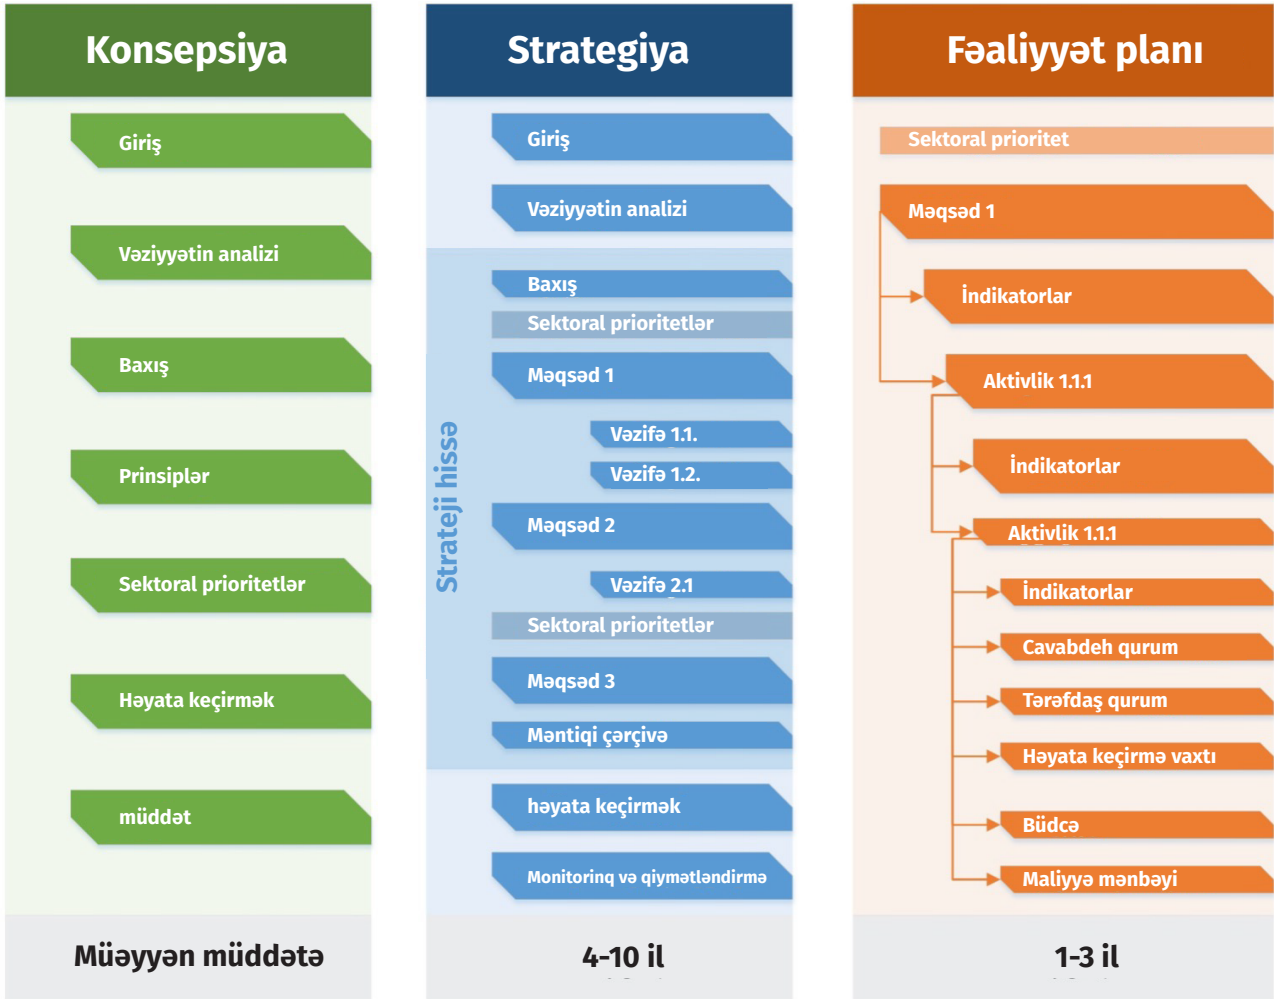 Konsepsiya
Giriş
Vəziyyətin analizi
Baxış
Prinsiplər
Sektoral prioritetlər
Həyata keçirmək
müddət
Müəyyən müddətə
Strategiya
Giriş
Vəziyyətin analizi
Strateji hissə
Baxış
Sektoral prioritetlər
Məqsəd 1
Vəzifə 1.1.
Vəzifə 1.2.
Məqsəd 2
Vəzifə 2.1
Sektoral prioritetlər
Məqsəd 3
Məntiqi çərçivə
həyata keçirmək
Monitorinq və qiymətləndirmə
4-10 il
Fəaliyyət planı
Sektoral prioritet
Məqsəd 1
İndikatorlar
Aktivlik 1.1.1
İndikatorlar
Aktivlik 1.1.1
İndikatorlar
Cavabdeh qurum
Tərəfdaş qurum
Həyata keçirmə vaxtı
Büdcə
Maliyyə mənbəyi
1-3 il